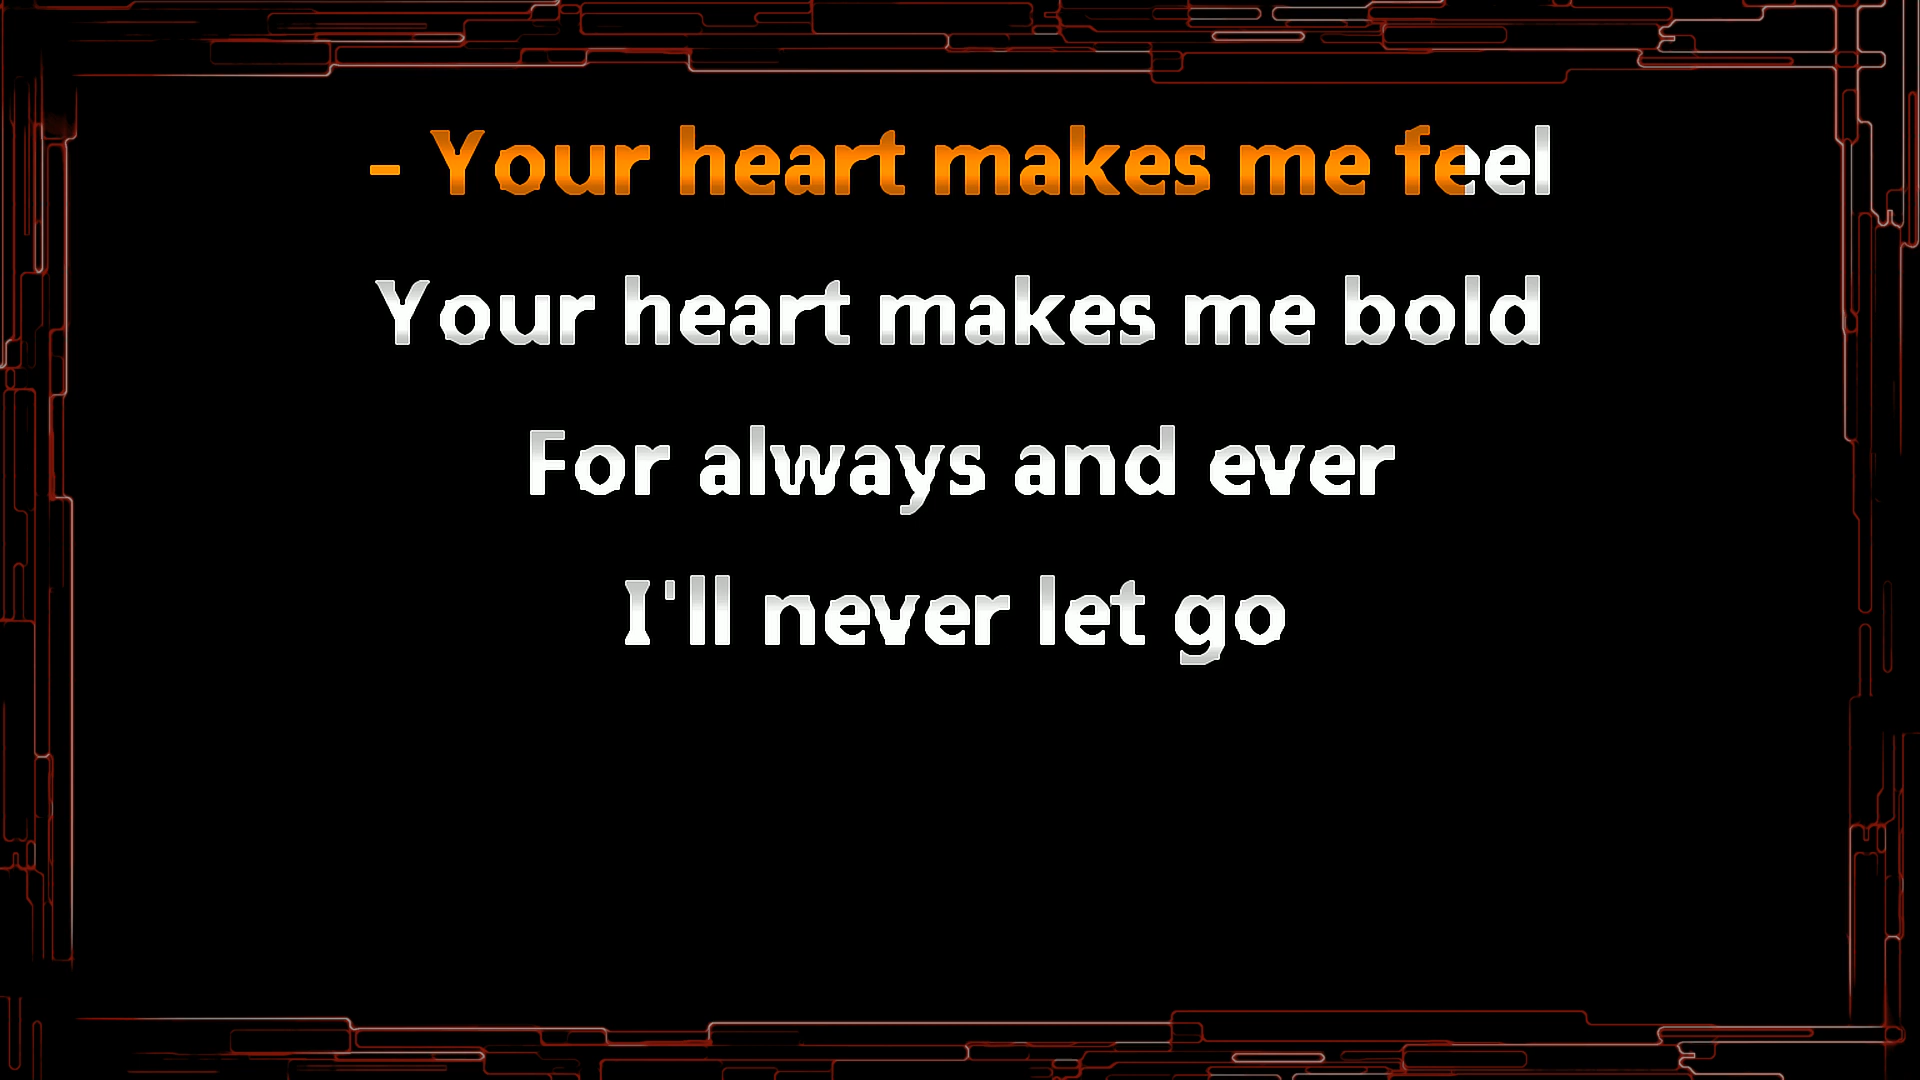 - Your heart makes me feel
Your heart makes me bold
For always and ever
I'll never let go